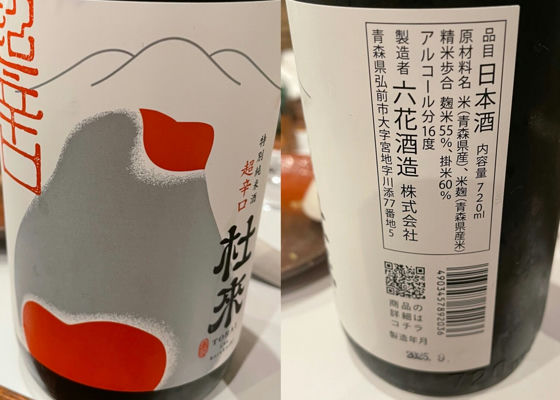 特別純米酒
超辛口
杜來
品目 日本酒 内容量 720ml
原材料名 米(青森県産)、米麹(青森県産米)
精米歩合 麹米55%、掛米60%
アルコール分16度
製造者 六花酒造 株式会社
青森県弘前市大字宮地字川添77番地5
4903457892036
商品の
詳細は
コチラ
製造年月
2025. 9.